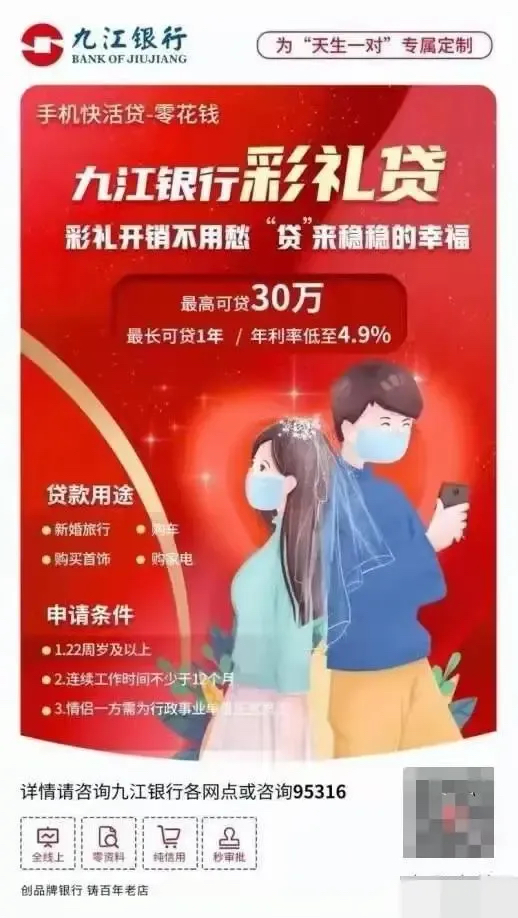 九江银行
BANK OF JIUJIANG
为“天生一对”专属定制
手机快活贷-零花钱
九江银行彩礼贷
彩礼开销不用愁 “贷”来稳稳的幸福
最高可贷30万
最长可贷1年 / 年利率低至4.9%
贷款用途
新婚旅行 购车
购买首饰 购家电
申请条件
1.22周岁及以上
2.连续工作时间不少于12个月
3.情侣一方需为行政事业单
详情请咨询九江银行各网点或咨询95316
全线上 零资料 纯信用 秒审批
创品牌银行 铸百年老店